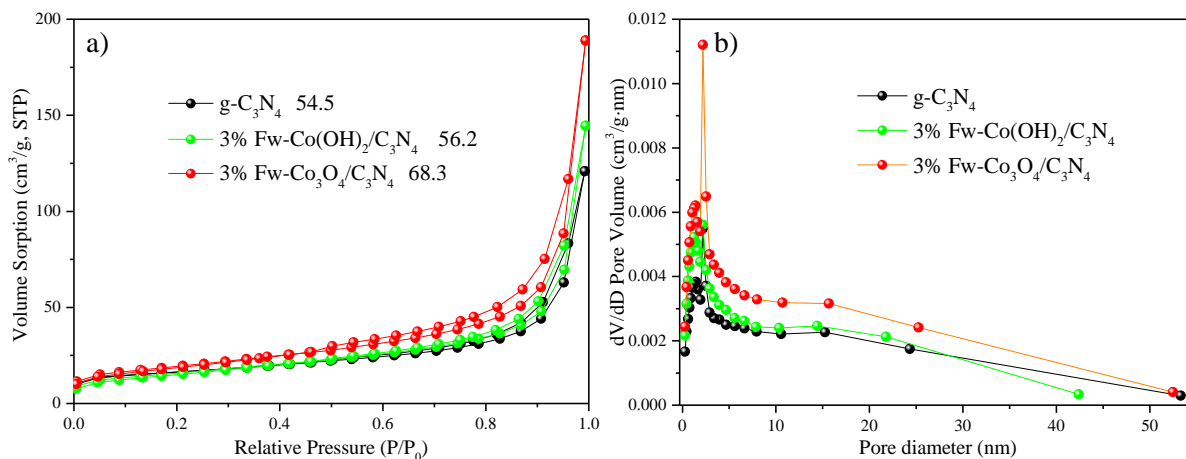 a)
g-C₃N₄ 54.5
3% Fw-Co(OH)₂/C₃N₄ 56.2
3% Fw-Co₃O₄/C₃N₄ 68.3
Volume Sorption (cm³/g, STP)
200
150
100
50
0
0.0 0.2 0.4 0.6 0.8 1.0
Relative Pressure (P/P₀)
b)
g-C₃N₄
3% Fw-Co(OH)₂/C₃N₄
3% Fw-Co₃O₄/C₃N₄
dV/dD Pore Volume (cm³/g·nm)
0.012
0.010
0.008
0.006
0.004
0.002
0.000
0 10 20 30 40 50
Pore diameter (nm)